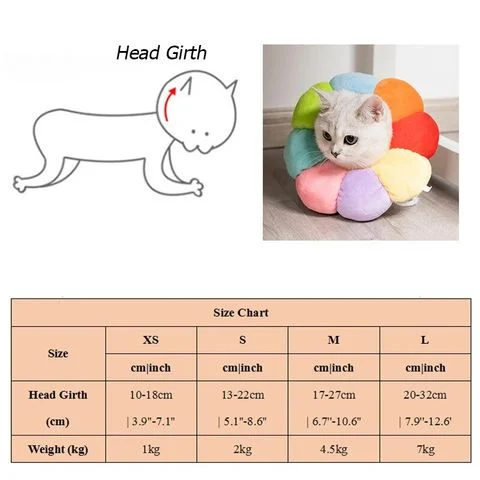 Head Girth
Size Chart
Size XS S M L
cm|inch cm|inch cm|inch cm|inch
Head Girth 10-18cm 13-22cm 17-27cm 20-32cm
(cm) | 3.9"-7.1" | 5.1"-8.6" | 6.7"-10.6" | 7.9"-12.6'
Weight (kg) 1kg 2kg 4.5kg 7kg